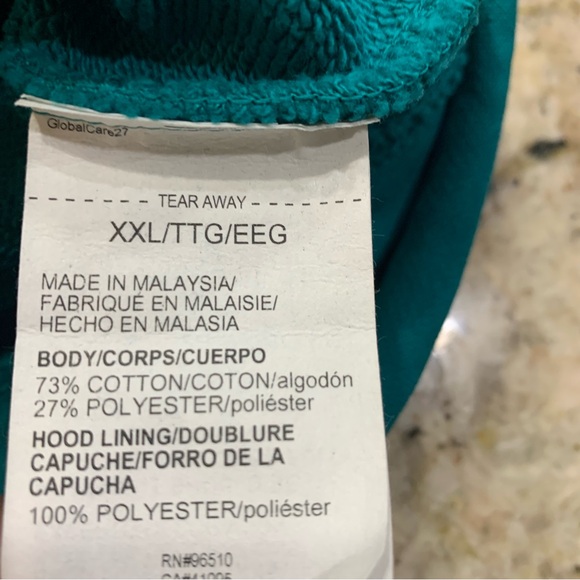 GlobalCare27
TEAR AWAY
XXL/TTG/EEG
MADE IN MALAYSIA/
FABRIQUÉ EN MALAISIE/
HECHO EN MALASIA
BODY/CORPS/CUERPO
73% COTTON/COTON/algodón
27% POLYESTER/poliéster
HOOD LINING/DOUBLURE
CAPUCHE/FORRO DE LA
CAPUCHA
100% POLYESTER/poliéster
RN#96510